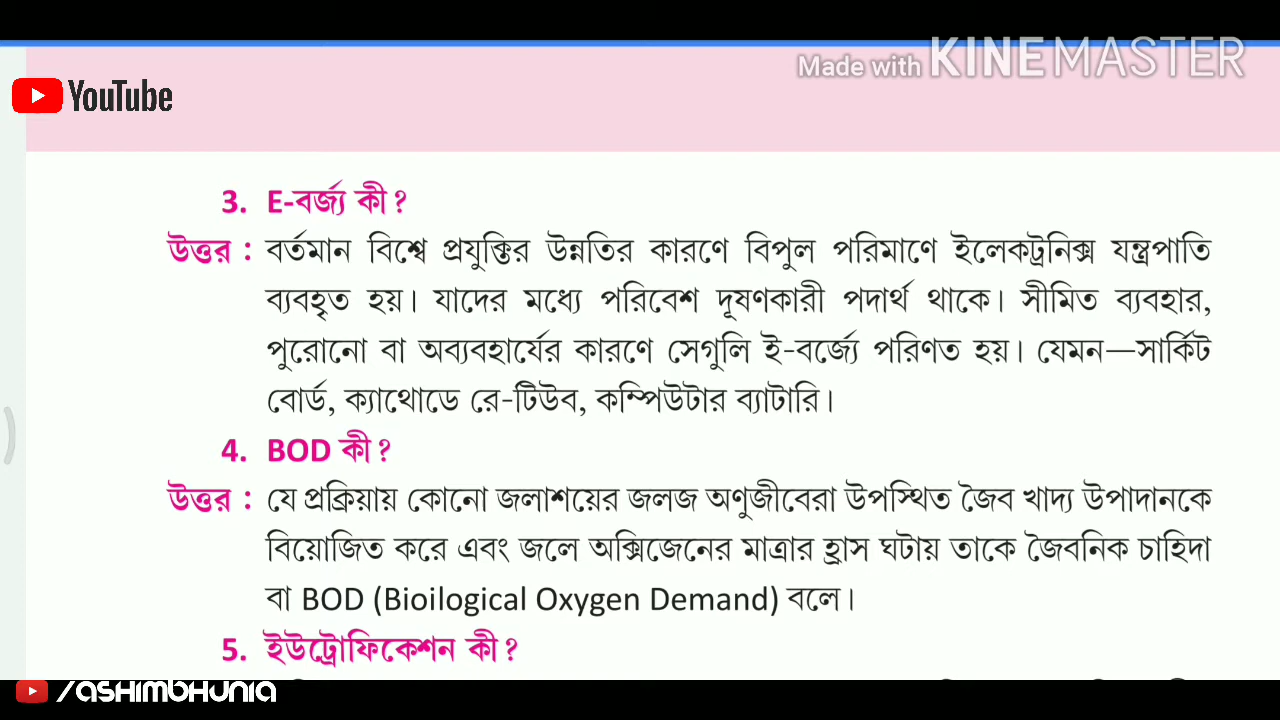 Made with KINEMASTER
YouTube
3. E-বর্জ্য কী?
উত্তর : বর্তমান বিশ্বে প্রযুক্তির উন্নতির কারণে বিপুল পরিমাণে ইলেকট্রনিক্স যন্ত্রপাতি
ব্যবহৃত হয়। যাদের মধ্যে পরিবেশ দূষণকারী পদার্থ থাকে। সীমিত ব্যবহার,
পুরোনো বা অব্যবহার্যের কারণে সেগুলি ই-বর্জ্যে পরিণত হয়। যেমন—সার্কিট
বোর্ড, ক্যাথোডে রে-টিউব, কম্পিউটার ব্যাটারি।
4. BOD কী?
উত্তর : যে প্রক্রিয়ায় কোনো জলাশয়ের জলজ অণুজীবেরা উপস্থিত জৈব খাদ্য উপাদানকে
বিয়োজিত করে এবং জলে অক্সিজেনের মাত্রার হ্রাস ঘটায় তাকে জৈবনিক চাহিদা
বা BOD (Bioilogical Oxygen Demand) বলে।
5. ইউট্রোফিকেশন কী?
/ASHIMBHUNIA